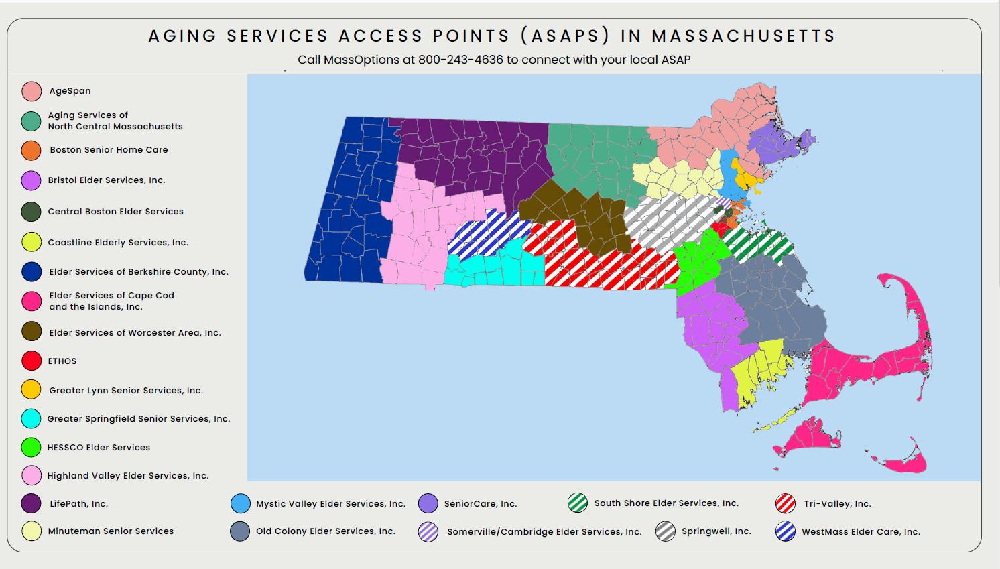 AGING SERVICES ACCESS POINTS (ASAPS) IN MASSACHUSETTS
Call MassOptions at 800-243-4636 to connect with your local ASAP
AgeSpan
Aging Services of
North Central Massachusetts
Boston Senior Home Care
Bristol Elder Services, Inc.
Central Boston Elder Services
Coastline Elderly Services, Inc.
Elder Services of Berkshire County, Inc.
Elder Services of Cape Cod
and the Islands, Inc.
Elder Services of Worcester Area, Inc.
ETHOS
Greater Lynn Senior Services, Inc.
Greater Springfield Senior Services, Inc.
HESSCO Elder Services
Highland Valley Elder Services, Inc.
LifePath, Inc.
Minuteman Senior Services
Mystic Valley Elder Services, Inc.
Old Colony Elder Services, Inc.
SeniorCare, Inc.
Somerville/Cambridge Elder Services, Inc.
South Shore Elder Services, Inc.
Springwell, Inc.
Tri-Valley, Inc.
WestMass Elder Care, Inc.